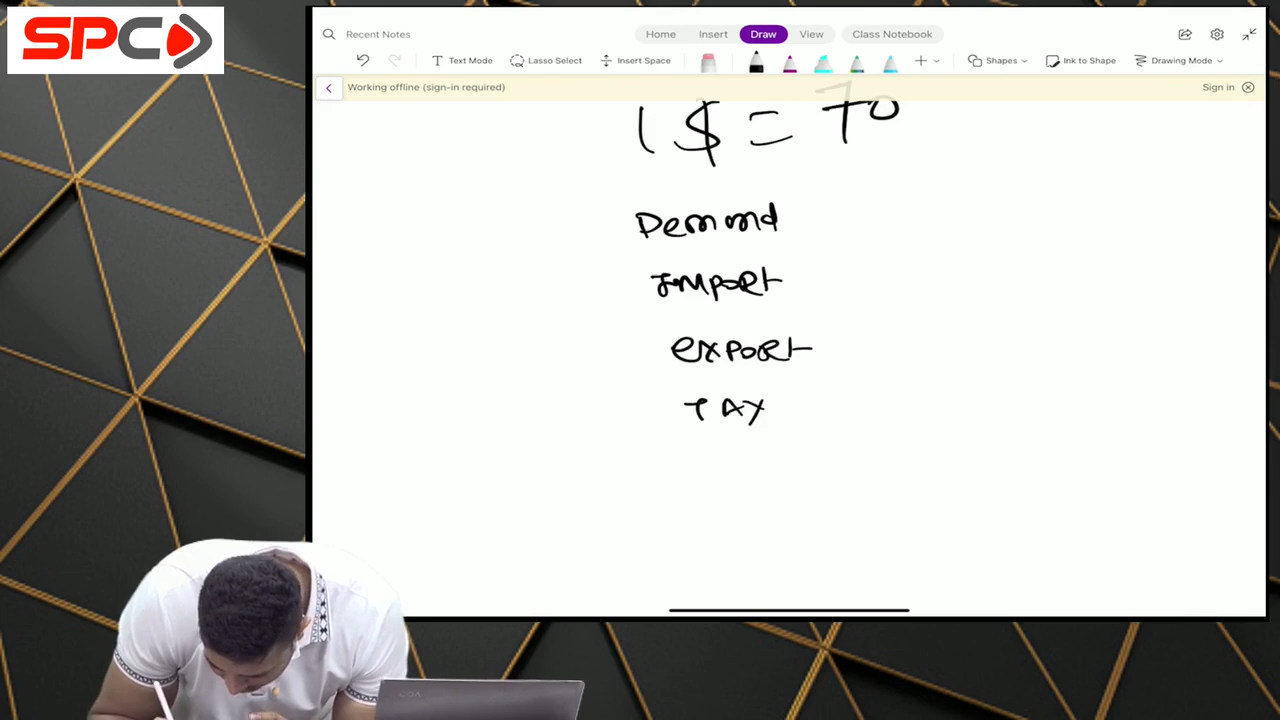 SPC
Recent Notes
Home Insert Draw View Class Notebook
Text Mode Lasso Select Insert Space Shapes Ink to Shape Drawing Mode
Working offline (sign-in required) Sign in
1 $ = 70
Demand
import
export
TAX